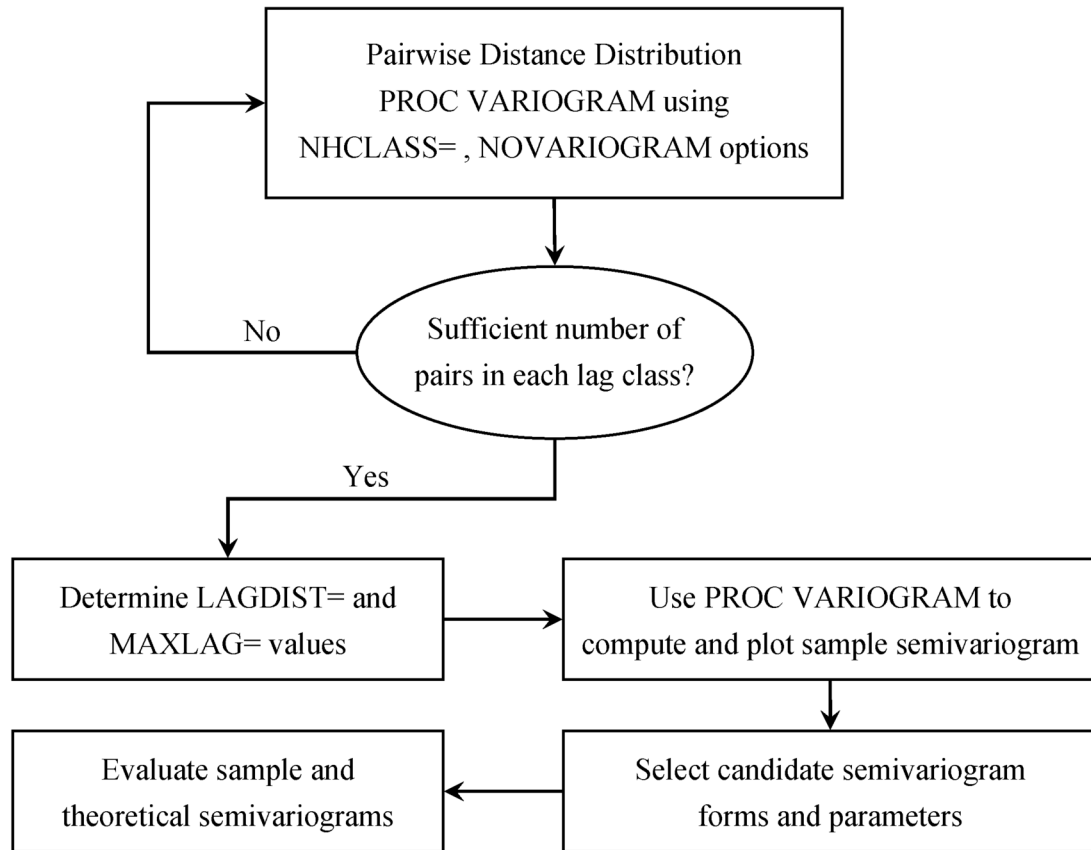 Pairwise Distance Distribution
PROC VARIOGRAM using
NHCLASS= , NOVARIOGRAM options
No
Sufficient number of
pairs in each lag class?
Yes
Determine LAGDIST= and
MAXLAG= values
Use PROC VARIOGRAM to
compute and plot sample semivariogram
Select candidate semivariogram
forms and parameters
Evaluate sample and
theoretical semivariograms